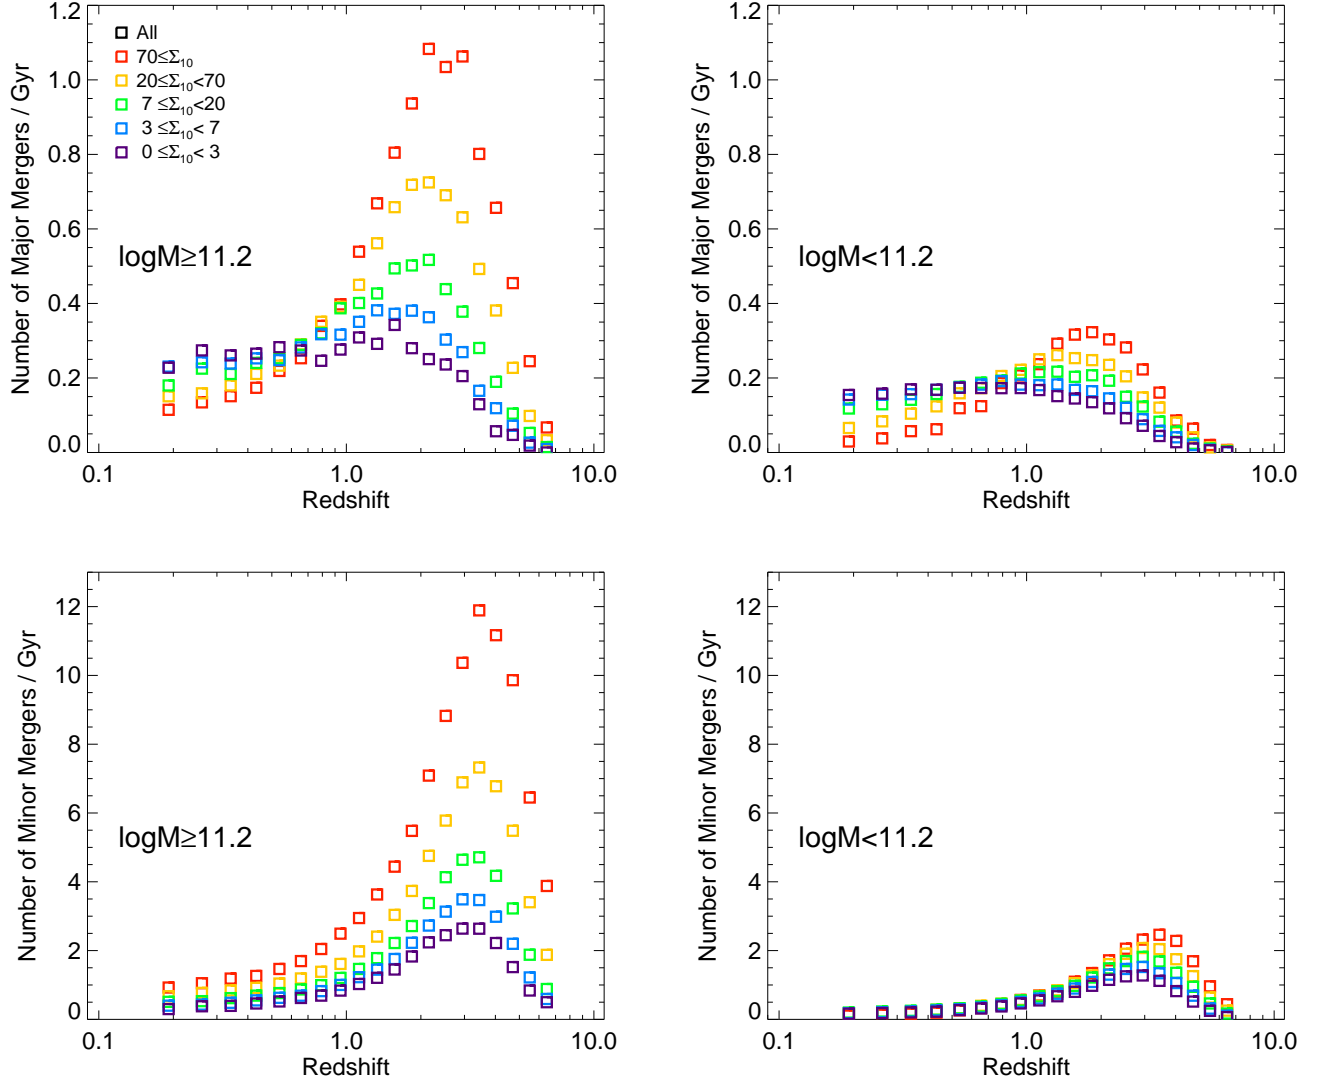 1.2
1.0
0.8
0.6
0.4
0.2
0.0
Number of Major Mergers / Gyr
All
70≤Σ10
20≤Σ10<70
7 ≤Σ10<20
3 ≤Σ10< 7
0 ≤Σ10< 3
logM≥11.2
0.1 1.0 10.0
Redshift
1.2
1.0
0.8
0.6
0.4
0.2
0.0
Number of Major Mergers / Gyr
logM<11.2
0.1 1.0 10.0
Redshift
12
10
8
6
4
2
0
Number of Minor Mergers / Gyr
logM≥11.2
0.1 1.0 10.0
Redshift
12
10
8
6
4
2
0
Number of Minor Mergers / Gyr
logM<11.2
0.1 1.0 10.0
Redshift